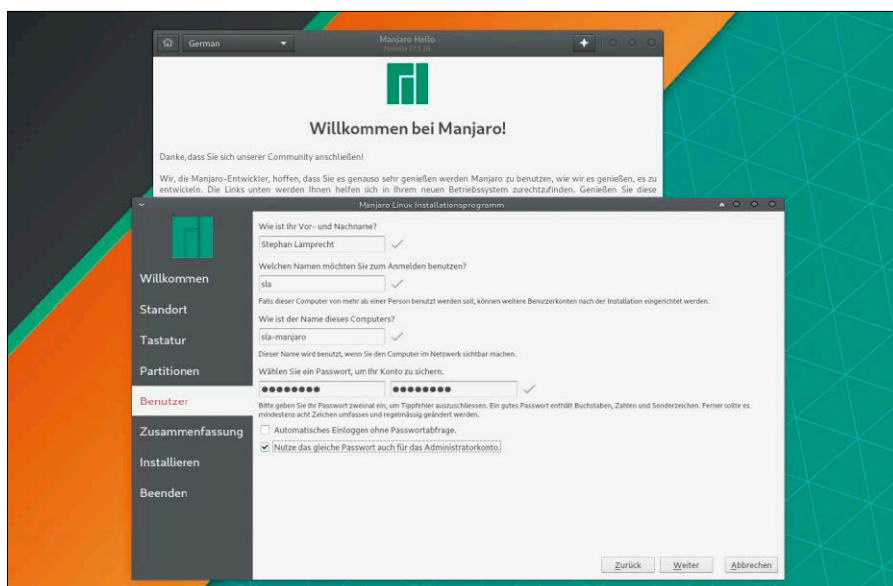 German
Manjaro Hello
Hakoila 17.1.10
Willkommen bei Manjaro!
Danke, dass Sie sich unserer Community anschließen!
Wir, die Manjaro-Entwickler, hoffen, dass Sie es genauso sehr genießen werden Manjaro zu benutzen, wie wir es genießen, es zu
entwickeln. Die Links unten werden Ihnen helfen sich in Ihrem neuen Betriebssystem zurechtzufinden. Genießen Sie diese
Manjaro Linux Installationsprogramm
Willkommen
Standort
Tastatur
Partitionen
Benutzer
Zusammenfassung
Installieren
Beenden
Wie ist Ihr Vor- und Nachname?
Stephan Lamprecht
Welchen Namen möchten Sie zum Anmelden benutzen?
sla
Falls dieser Computer von mehr als einer Person benutzt werden soll, können weitere Benutzerkonten nach der Installation eingerichtet werden.
Wie ist der Name dieses Computers?
sla-manjaro
Dieser Name wird benutzt, wenn Sie den Computer im Netzwerk sichtbar machen.
Wählen Sie ein Passwort, um Ihr Konto zu sichern.
●●●●●●●● ●●●●●●●●
Bitte geben Sie Ihr Passwort zweimal ein, um Tippfehler auszuschliessen. Ein gutes Passwort enthält Buchstaben, Zahlen und Sonderzeichen. Ferner sollte es
mindestens acht Zeichen umfassen und regelmässig geändert werden.
Automatisches Einloggen ohne Passwortabfrage.
Nutze das gleiche Passwort auch für das Administratorkonto.
Zurück Weiter Abbrechen